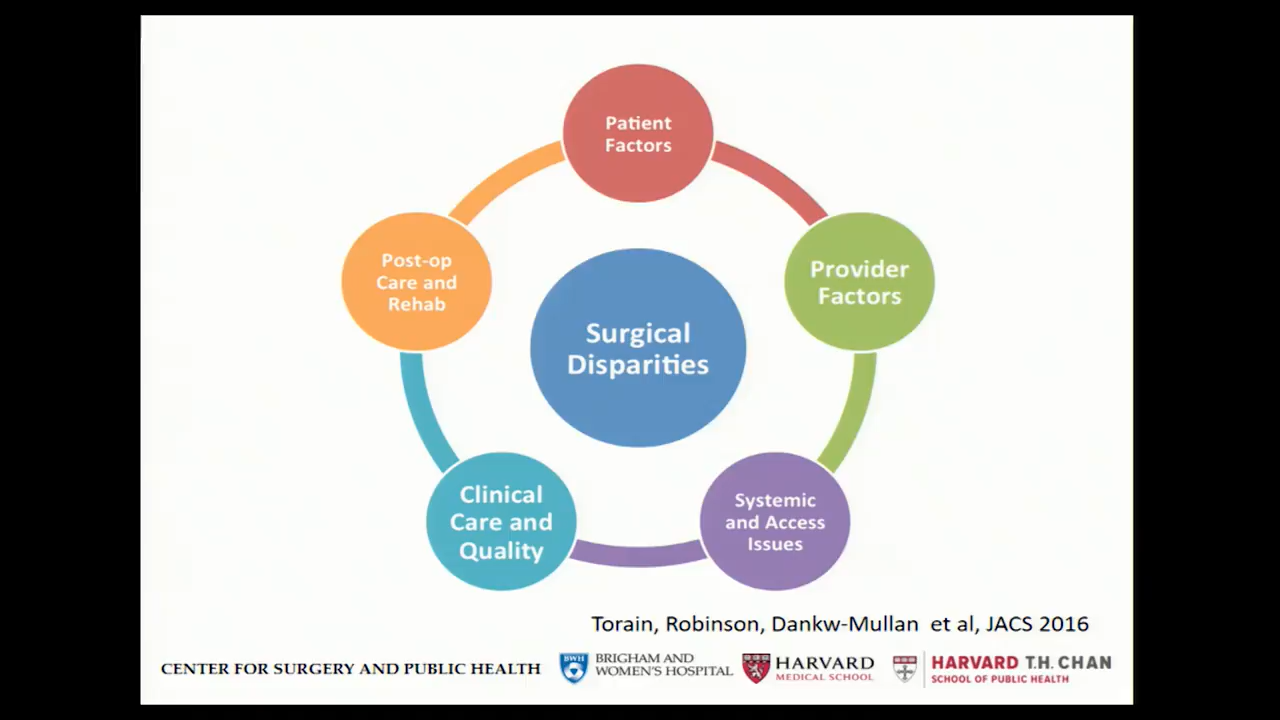 Patient
Factors
Provider
Factors
Post-op
Care and
Rehab
Surgical
Disparities
Clinical
Care and
Quality
Systemic
and Access
Issues
Torain, Robinson, Dankw-Mullan et al, JACS 2016
CENTER FOR SURGERY AND PUBLIC HEALTH
BWH
BRIGHAM AND
WOMEN'S HOSPITAL
HARVARD
MEDICAL SCHOOL
HARVARD T.H. CHAN
SCHOOL OF PUBLIC HEALTH